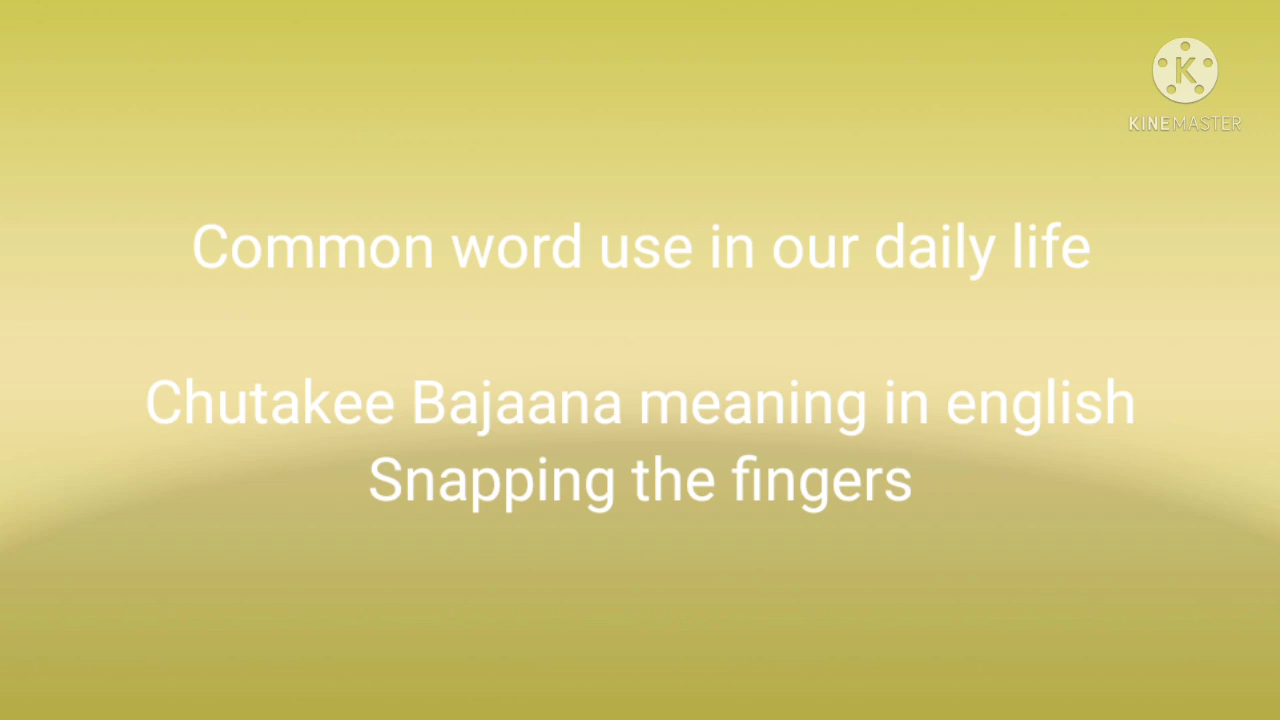 K
KINEMASTER
Common word use in our daily life
Chutakee Bajaana meaning in english
Snapping the fingers